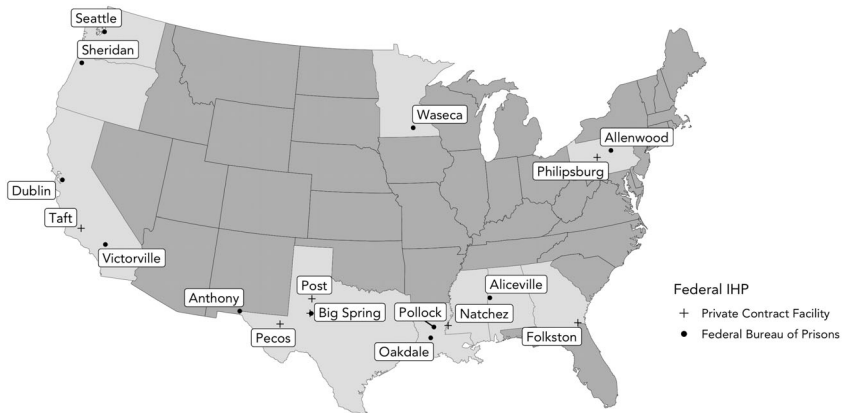 Seattle
Sheridan
Waseca
Allenwood
Philipsburg
Dublin
Taft
Victorville
Post
Aliceville
Anthony
Big Spring
Pollock
Natchez
Pecos
Oakdale
Folkston
Federal IHP
Private Contract Facility
Federal Bureau of Prisons